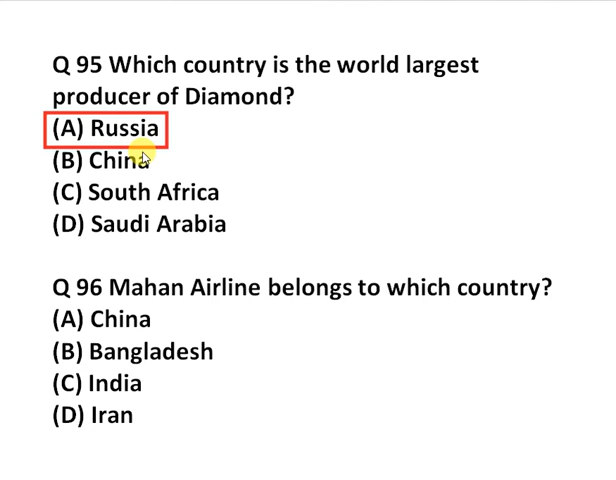 Q 95 Which country is the world largest
producer of Diamond?
(A) Russia
(B) China
(C) South Africa
(D) Saudi Arabia
Q 96 Mahan Airline belongs to which country?
(A) China
(B) Bangladesh
(C) India
(D) Iran